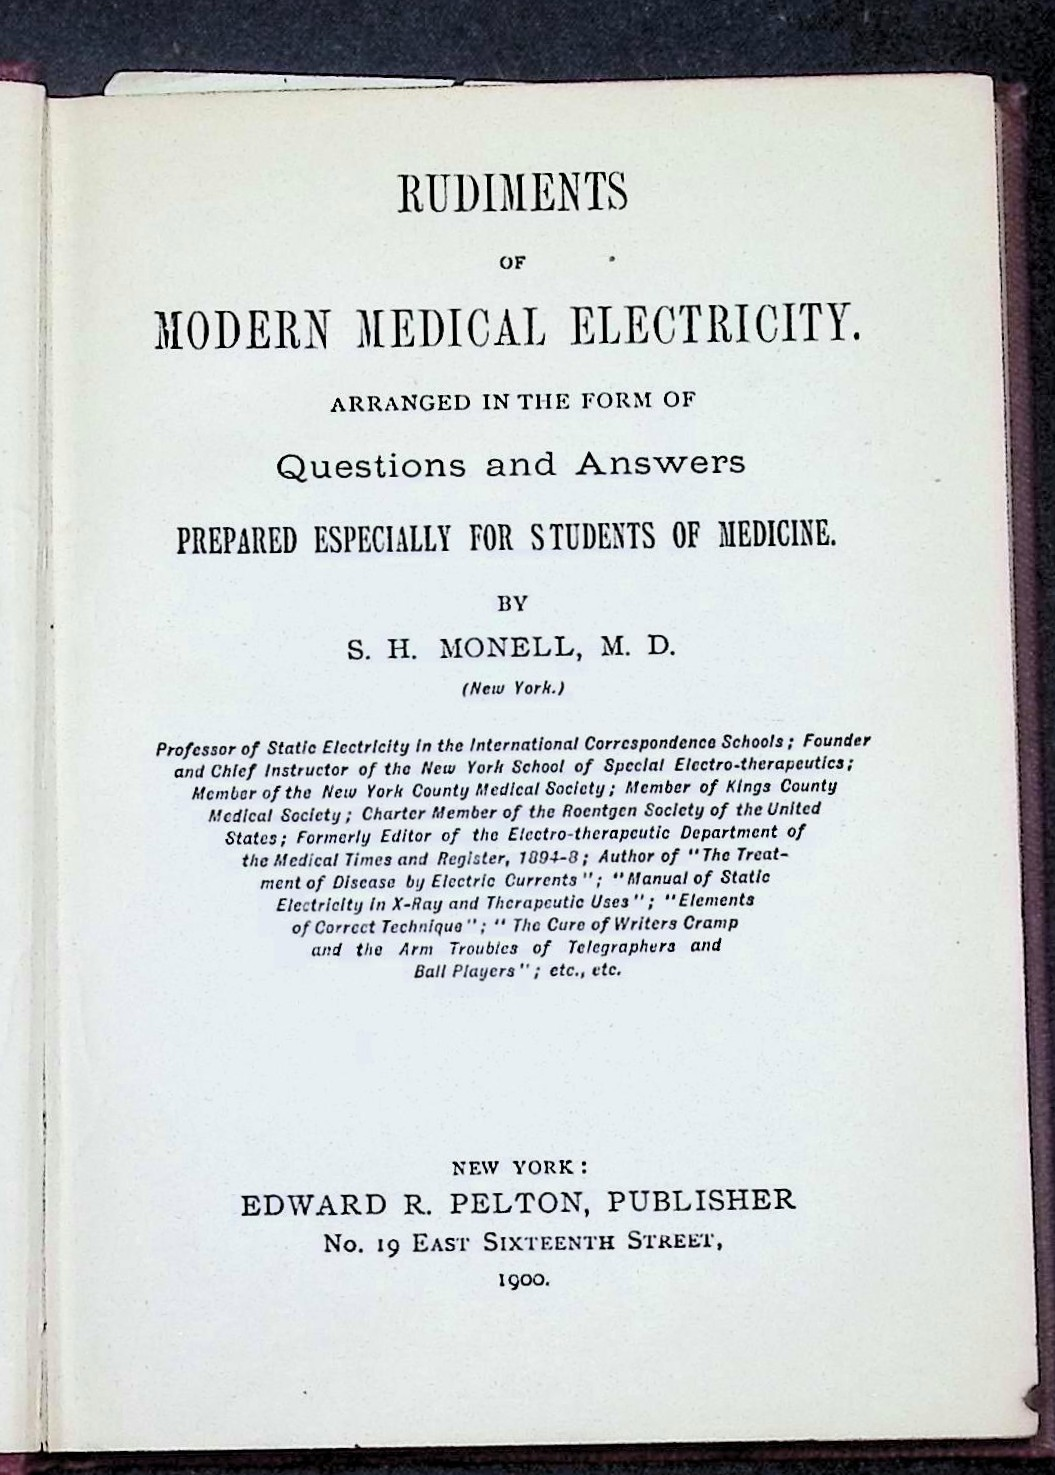 RUDIMENTS
OF
MODERN MEDICAL ELECTRICITY.
ARRANGED IN THE FORM OF
Questions and Answers
PREPARED ESPECIALLY FOR STUDENTS OF MEDICINE.
BY
S. H. MONELL, M. D.
(New York.)
Professor of Static Electricity in the International Correspondence Schools; Founder
and Chief Instructor of the New York School of Special Electro-therapeutics;
Member of the New York County Medical Society; Member of Kings County
Medical Society; Charter Member of the Roentgen Society of the United
States; Formerly Editor of the Electro-therapeutic Department of
the Medical Times and Register, 1894-8; Author of "The Treat-
ment of Disease by Electric Currents"; "Manual of Static
Electricity in X-Ray and Therapeutic Uses"; "Elements
of Correct Technique"; "The Cure of Writers Cramp
and the Arm Troubles of Telegraphers and
Ball Players"; etc., etc.
NEW YORK:
EDWARD R. PELTON, PUBLISHER
No. 19 EAST SIXTEENTH STREET,
1900.